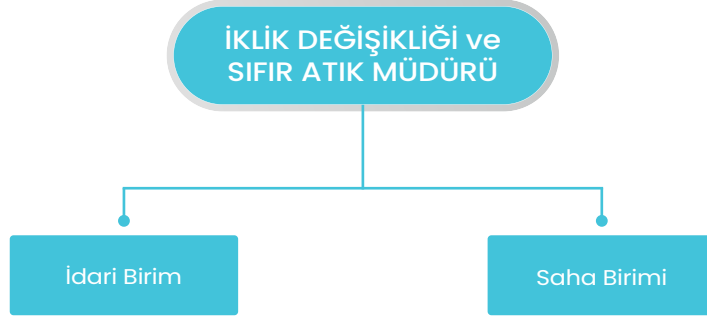 İKLİK DEĞİŞİKLİĞİ ve
SIFIR ATIK MÜDÜRÜ
İdari Birim
Saha Birimi